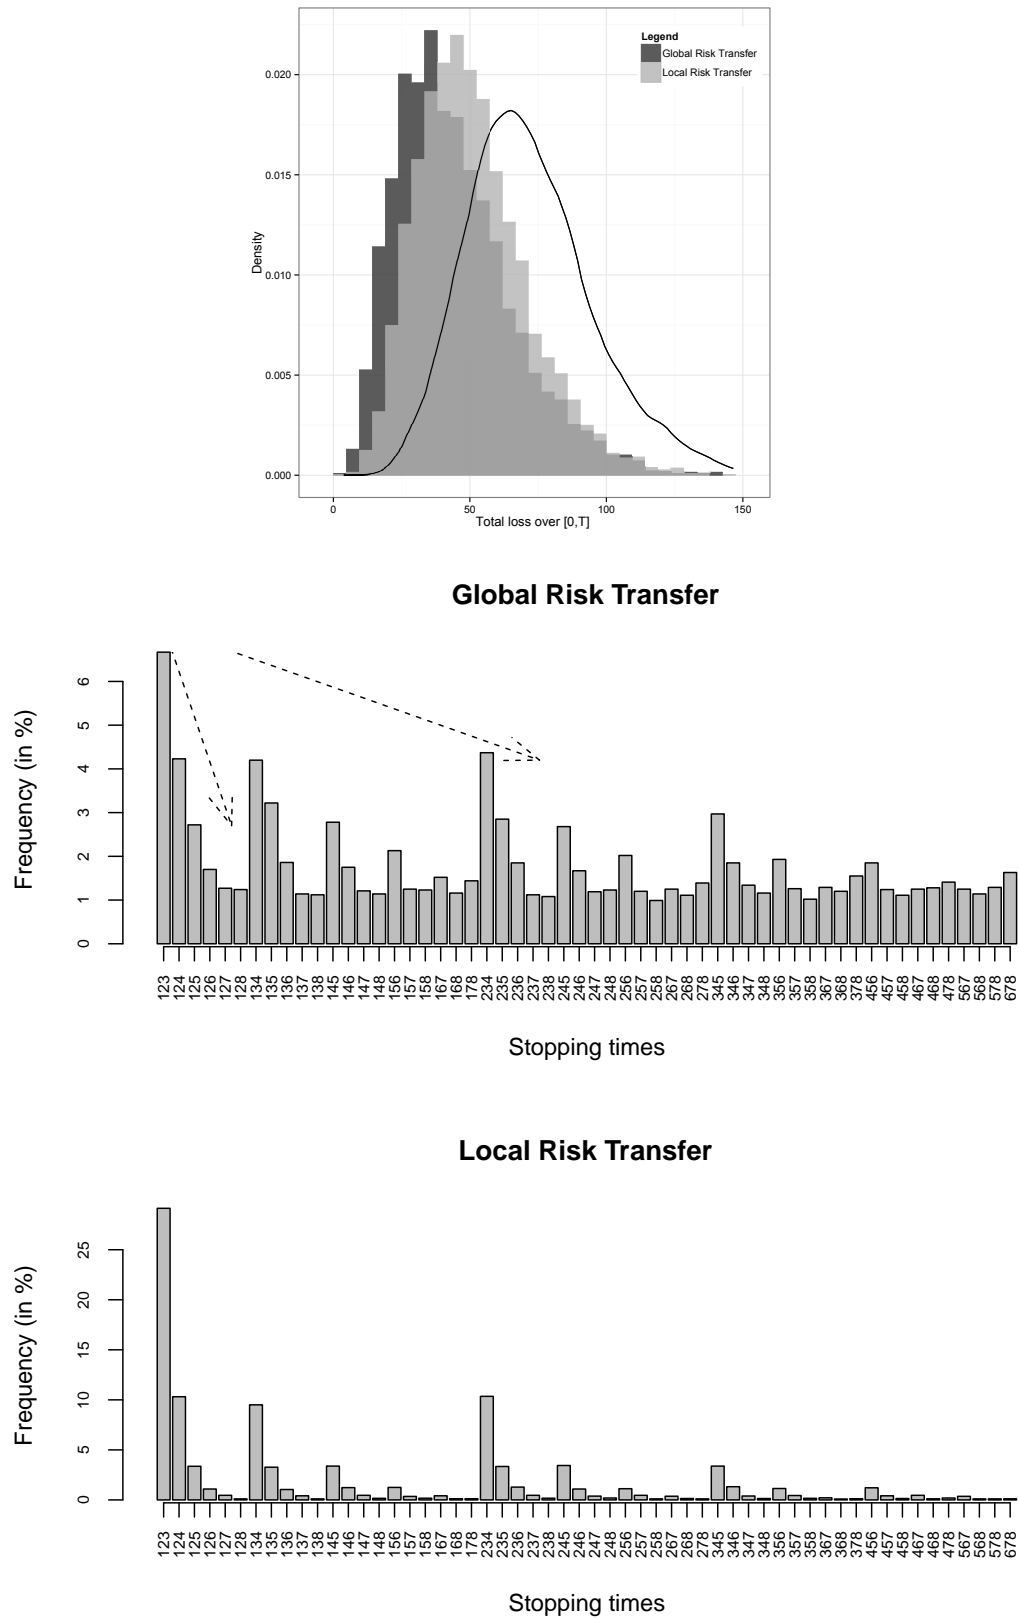 Legend
Global Risk Transfer
Local Risk Transfer
0.020
0.015
0.010
0.005
0.000
Density
0 50 100 150
Total loss over [0,T]
Global Risk Transfer
Frequency (in %)
6
5
4
3
2
1
0
123 124 125 126 127 128 134 135 136 137 138 145 146 147 148 156 157 158 167 168 178 234 235 236 237 238 245 246 247 248 256 257 258 267 268 278 345 346 347 348 356 357 358 367 368 378 456 457 458 467 468 478 567 568 578 678
Stopping times
Local Risk Transfer
Frequency (in %)
25
20
15
10
5
0
123 124 125 126 127 128 134 135 136 137 138 145 146 147 148 156 157 158 167 168 178 234 235 236 237 238 245 246 247 248 256 257 258 267 268 278 345 346 347 348 356 357 358 367 368 378 456 457 458 467 468 478 567 568 578 678
Stopping times